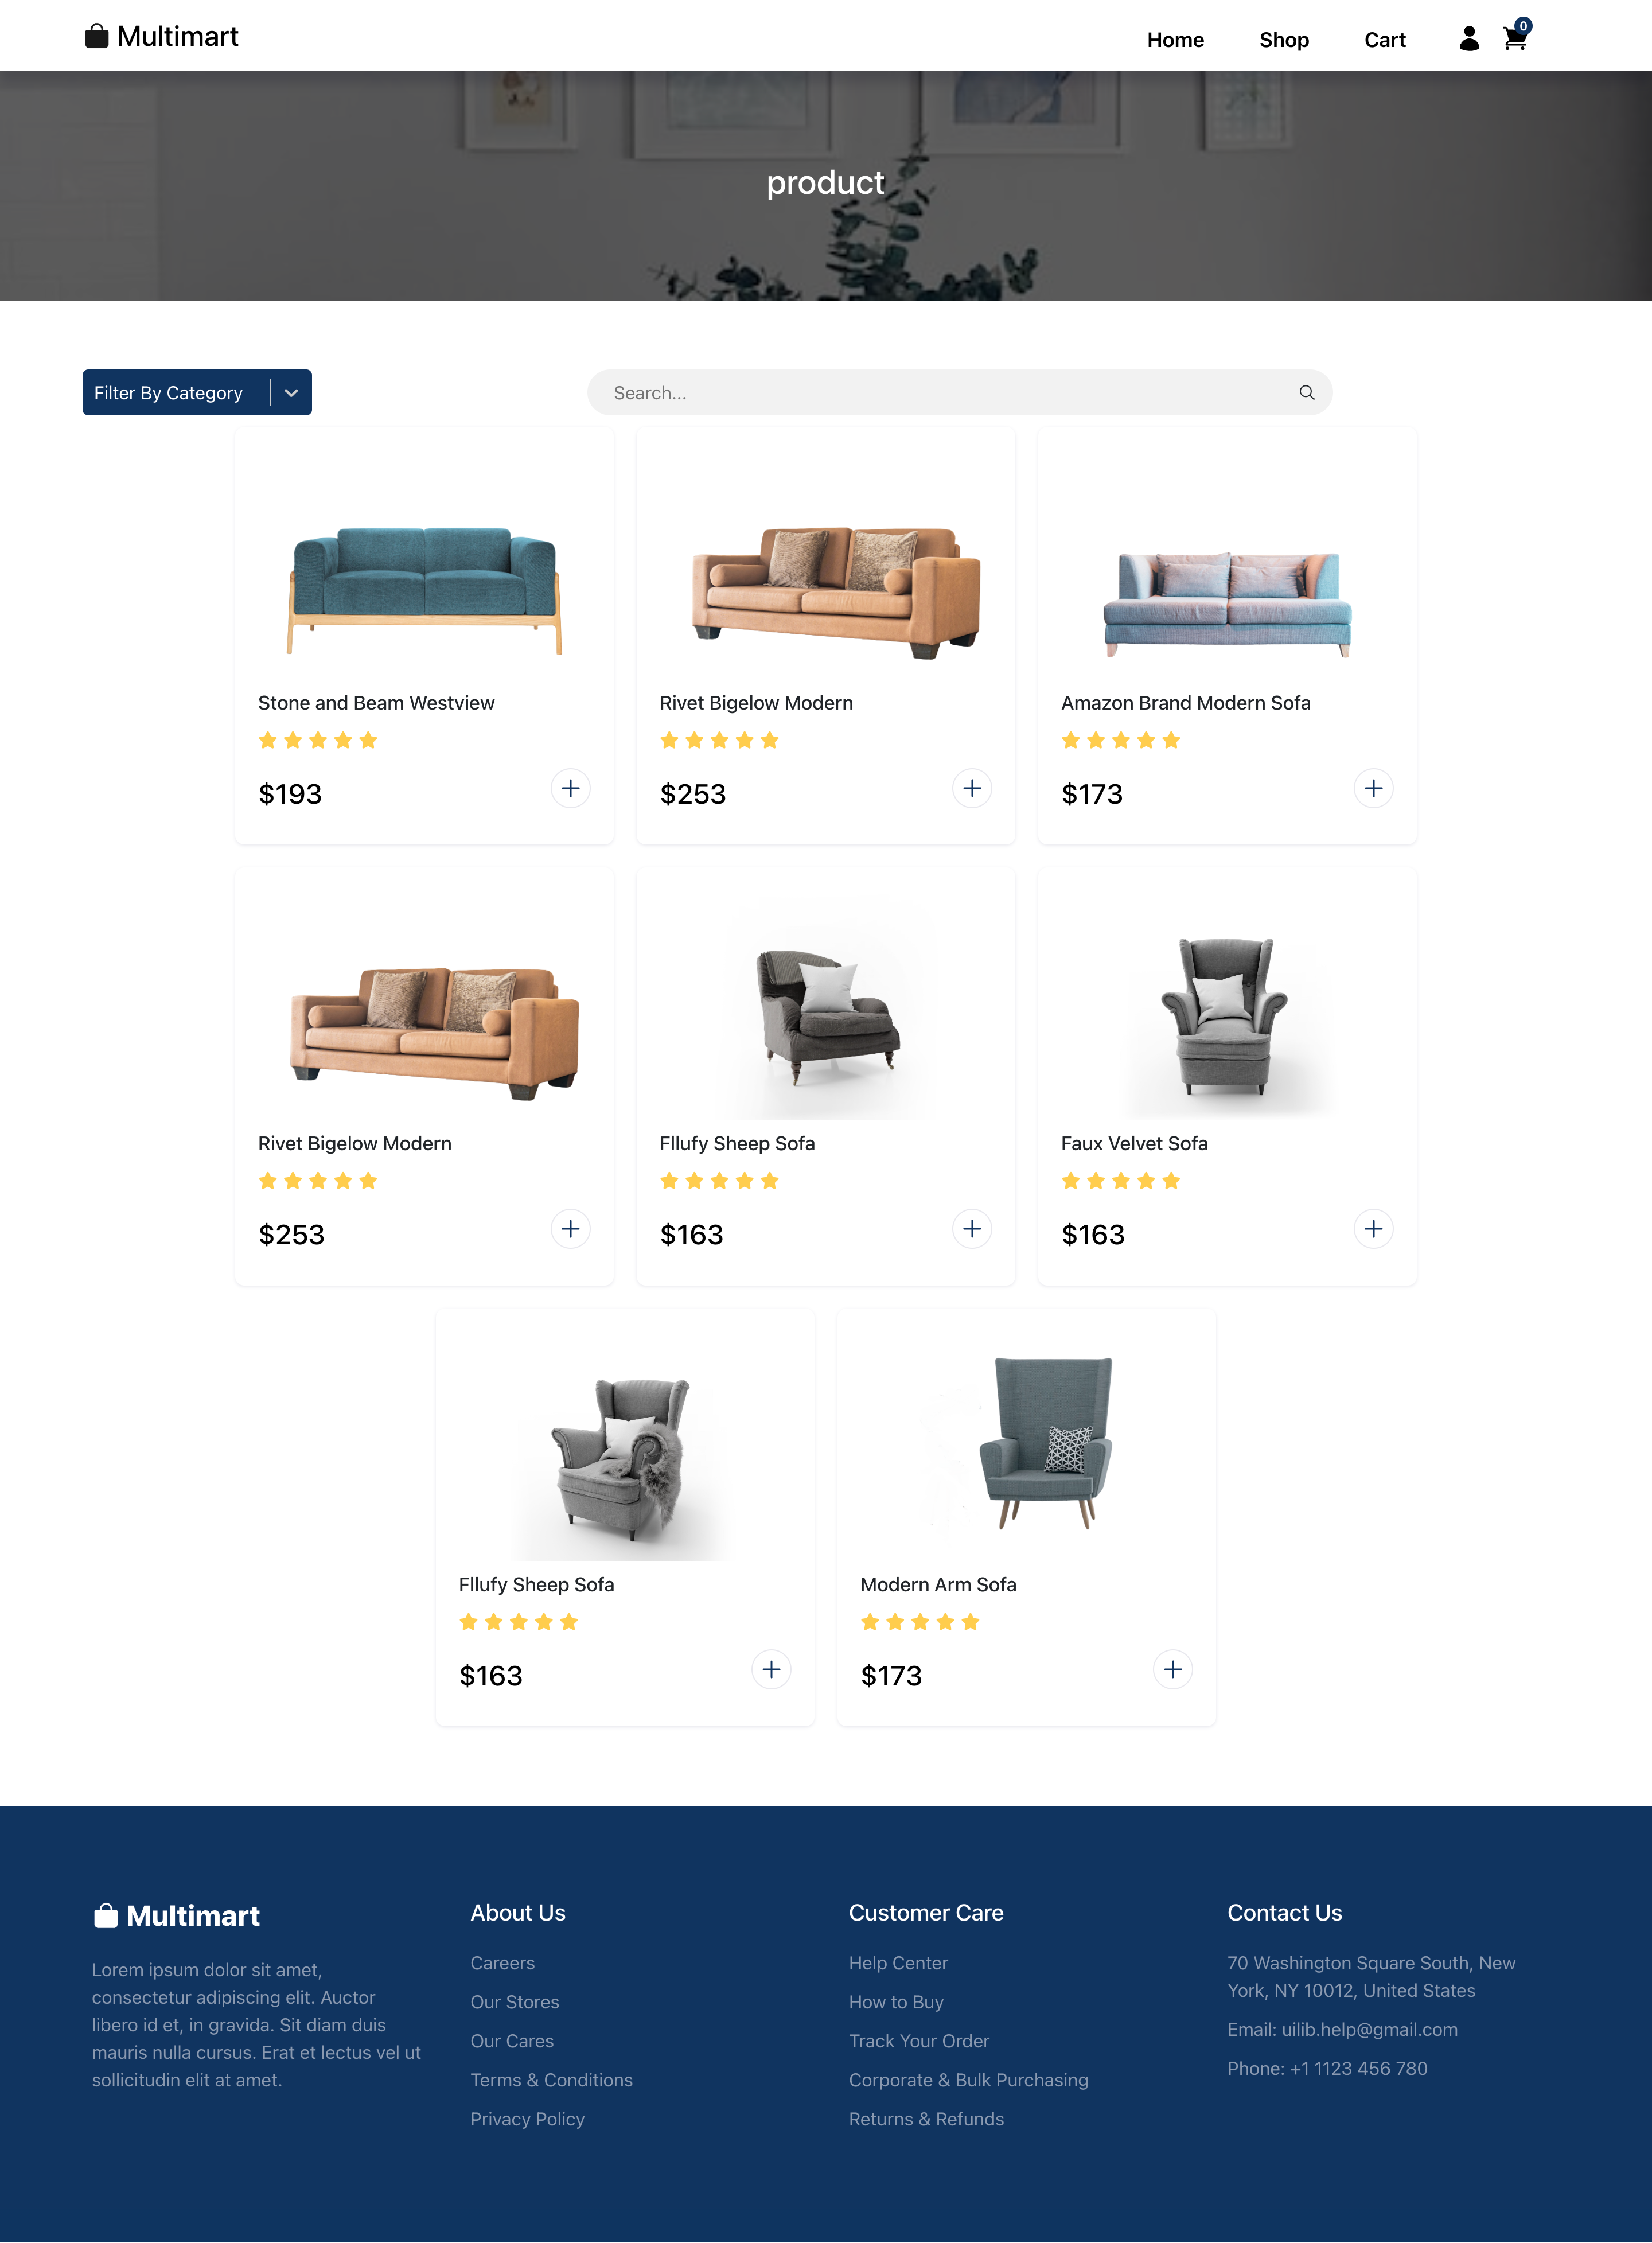 Multimart
Home
Shop
Cart
0
product
Filter By Category
Search...
Stone and Beam Westview
$193
Rivet Bigelow Modern
$253
Amazon Brand Modern Sofa
$173
Rivet Bigelow Modern
$253
Fllufy Sheep Sofa
$163
Faux Velvet Sofa
$163
Fllufy Sheep Sofa
$163
Modern Arm Sofa
$173
Multimart
Lorem ipsum dolor sit amet,
consectetur adipiscing elit. Auctor
libero id et, in gravida. Sit diam duis
mauris nulla cursus. Erat et lectus vel ut
sollicitudin elit at amet.
About Us
Careers
Our Stores
Our Cares
Terms & Conditions
Privacy Policy
Customer Care
Help Center
How to Buy
Track Your Order
Corporate & Bulk Purchasing
Returns & Refunds
Contact Us
70 Washington Square South, New
York, NY 10012, United States
Email: uilib.help@gmail.com
Phone: +1 1123 456 780